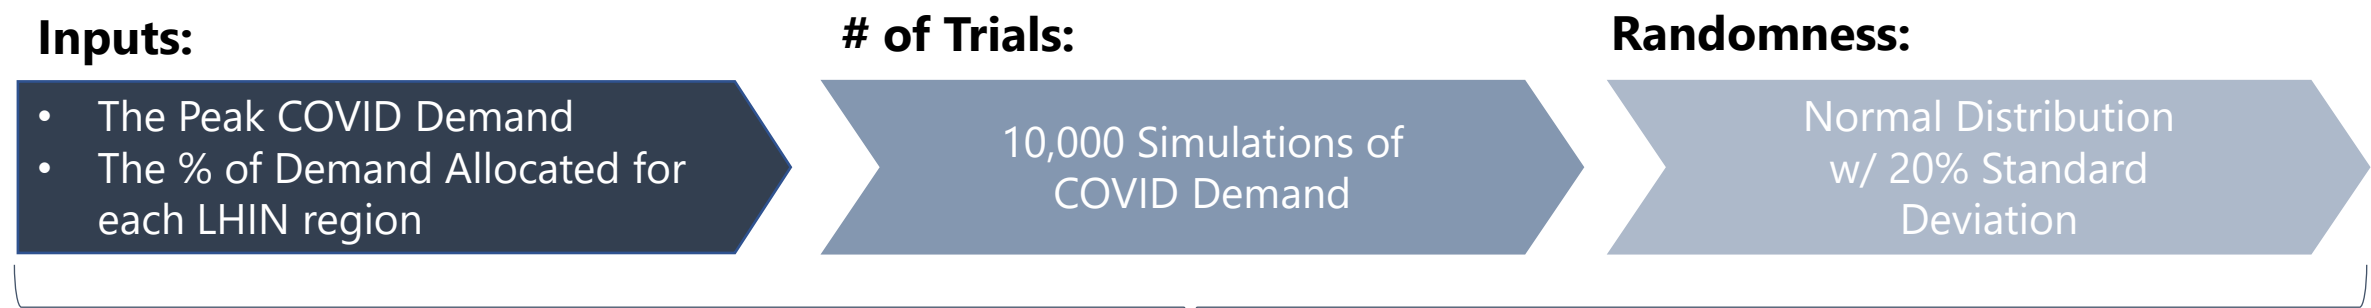 Inputs:
• The Peak COVID Demand
• The % of Demand Allocated for
each LHIN region
# of Trials:
10,000 Simulations of
COVID Demand
Randomness:
Normal Distribution
w/ 20% Standard
Deviation